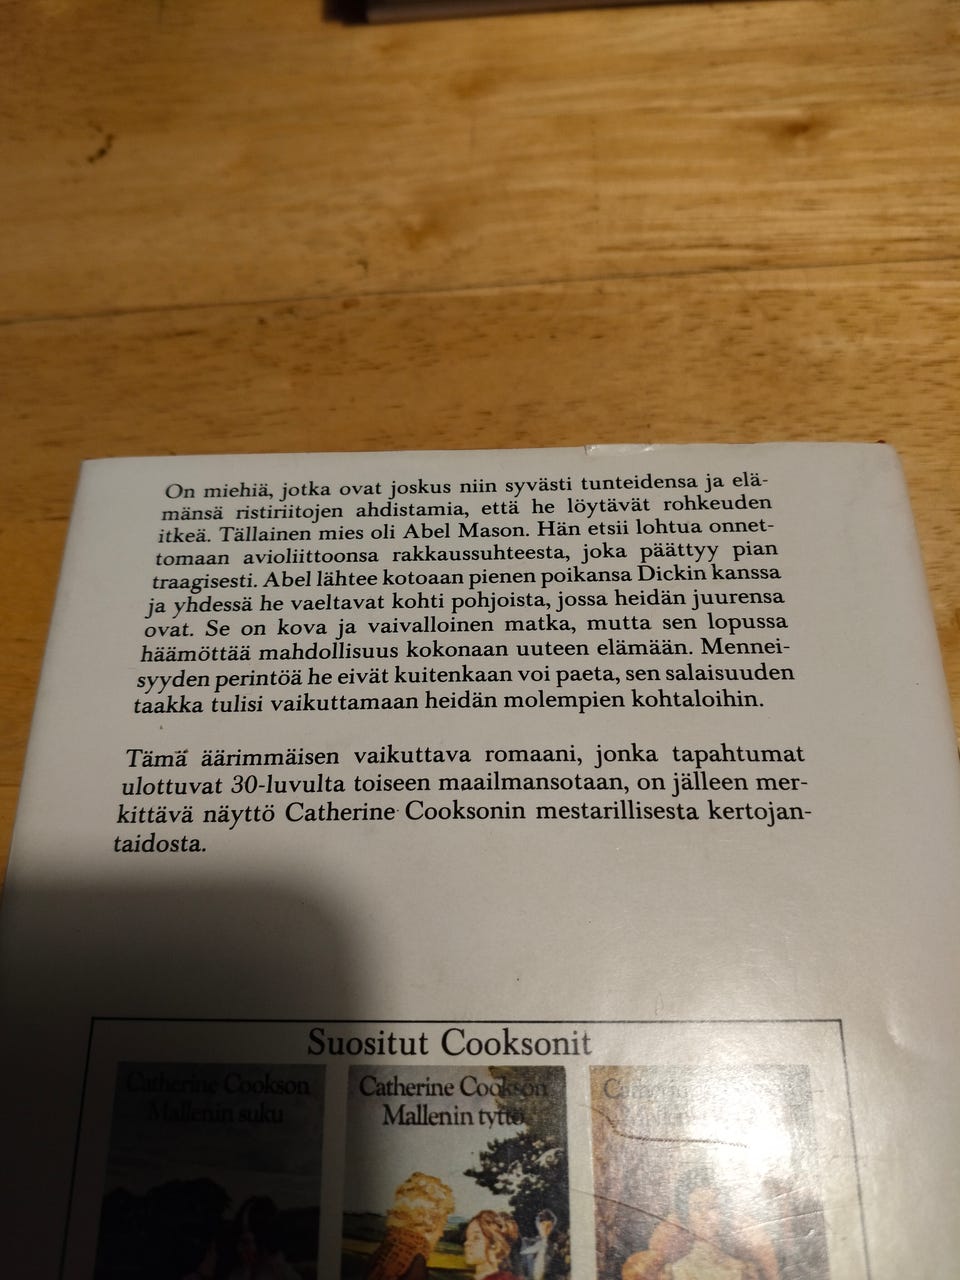 On miehiä, jotka ovat joskus niin syvästi tunteidensa ja elä-
mänsä ristiriitojen ahdistamia, että he löytävät rohkeuden
itkeä. Tällainen mies oli Abel Mason. Hän etsii lohtua onnet-
tomaan avioliittoonsa rakkaussuhteesta, joka päättyy pian
traagisesti. Abel lähtee kotoaan pienen poikansa Dickin kanssa
ja yhdessä he vaeltavat kohti pohjoista, jossa heidän juurensa
ovat. Se on kova ja vaivalloinen matka, mutta sen lopussa
häämöttää mahdollisuus kokonaan uuteen elämään. Mennei-
syyden perintöä he eivät kuitenkaan voi paeta, sen salaisuuden
taakka tulisi vaikuttamaan heidän molempien kohtaloihin.
Tämä äärimmäisen vaikuttava romaani, jonka tapahtumat
ulottuvat 30-luvulta toiseen maailmansotaan, on jälleen mer-
kittävä näyttö Catherine Cooksonin mestarillisesta kertojan-
taidosta.
Suositut Cooksonit
Catherine Cookson
Mallenin suku
Catherine Cookson
Mallenin tyttö